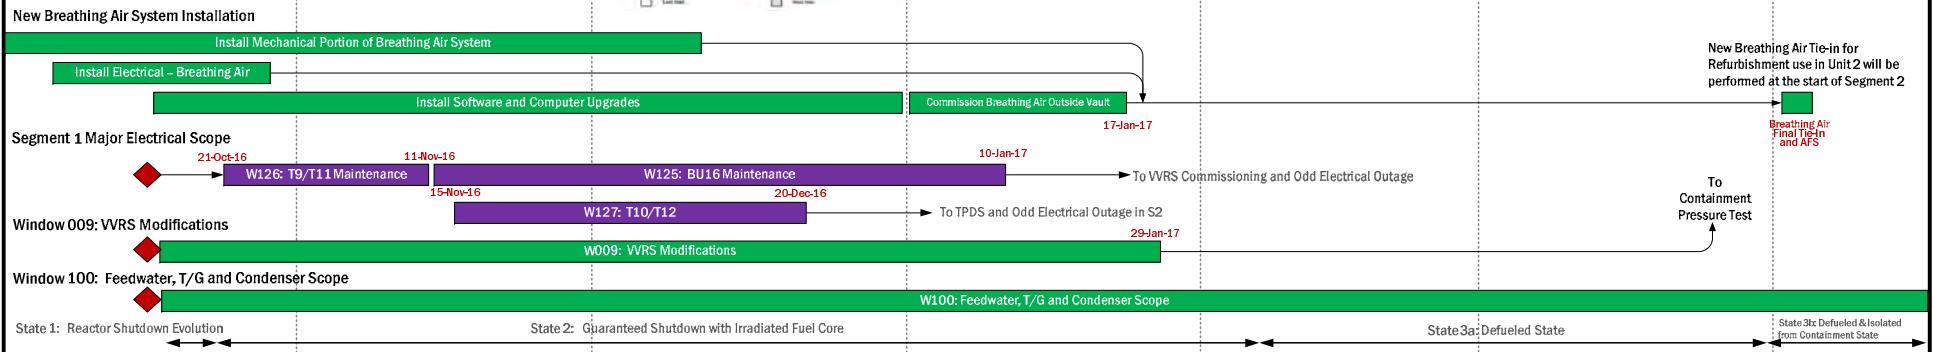 New Breathing Air System Installation
Install Mechanical Portion of Breathing Air System
Install Electrical – Breathing Air
Install Software and Computer Upgrades
Commission Breathing Air Outside Vault
17-Jan-17
New Breathing Air Tie-in for
Refurbishment use in Unit 2 will be
performed at the start of Segment 2
Breathing Air
Final Tie-In
and AFS
Segment 1 Major Electrical Scope
21-Oct-16
11-Nov-16
10-Jan-17
W126: T9/T11 Maintenance
W125: BU16 Maintenance
To VVRS Commissioning and Odd Electrical Outage
15-Nov-16
20-Dec-16
W127: T10/T12
To TPDS and Odd Electrical Outage in S2
To
Containment
Pressure Test
Window 009: VVRS Modifications
29-Jan-17
W009: VVRS Modifications
Window 100: Feedwater, T/G and Condenser Scope
W100: Feedwater, T/G and Condenser Scope
State 1: Reactor Shutdown Evolution
State 2: Guaranteed Shutdown with Irradiated Fuel Core
State 3a: Defueled State
State 3b: Defueled & Isolated
from Containment State